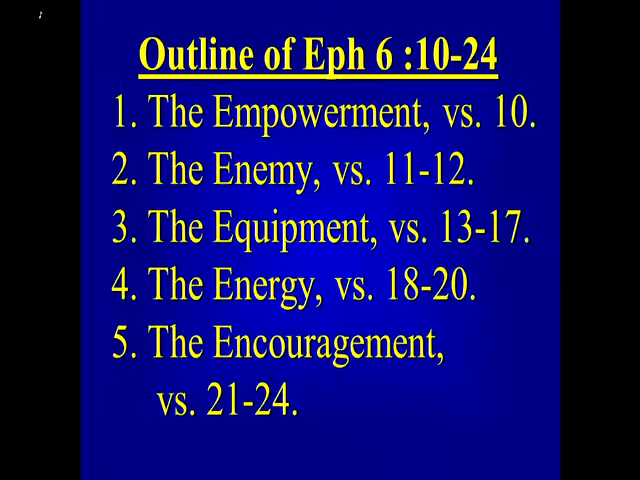 Outline of Eph 6 :10-24
1. The Empowerment, vs. 10.
2. The Enemy, vs. 11-12.
3. The Equipment, vs. 13-17.
4. The Energy, vs. 18-20.
5. The Encouragement,
vs. 21-24.